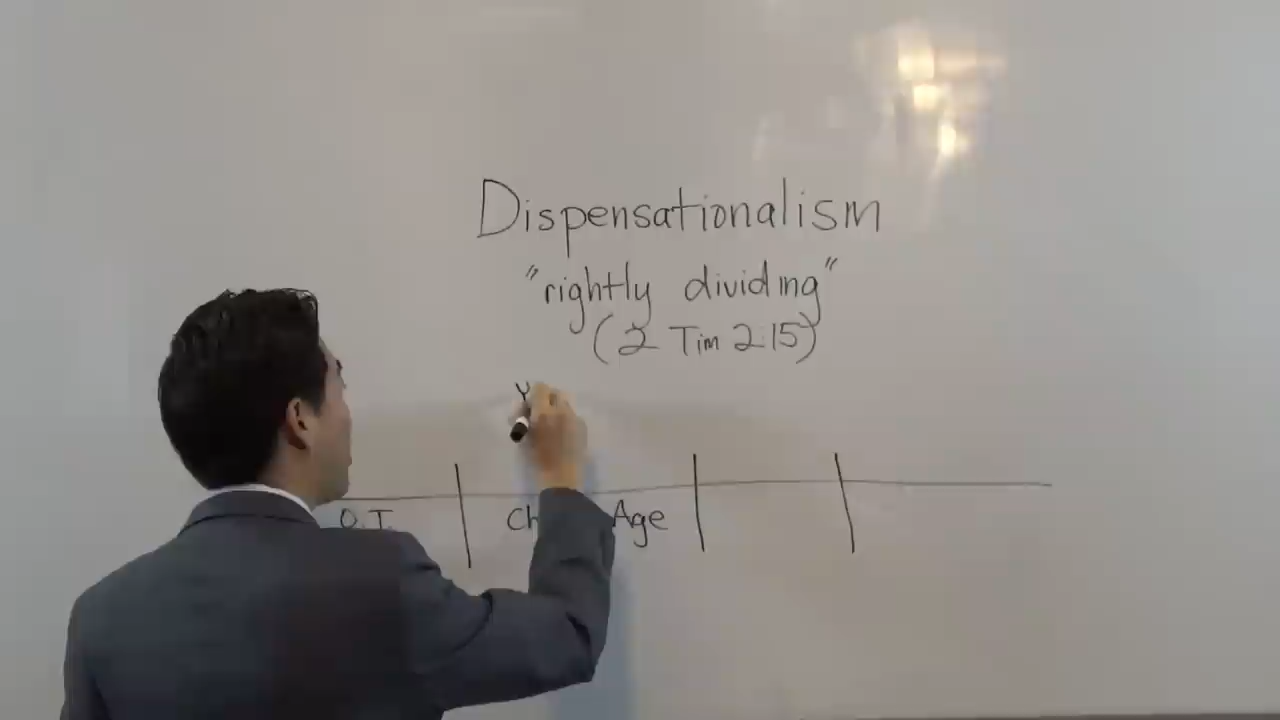 Dispensationalism
"rightly dividing"
(2 Tim 2:15)
O.T. Age